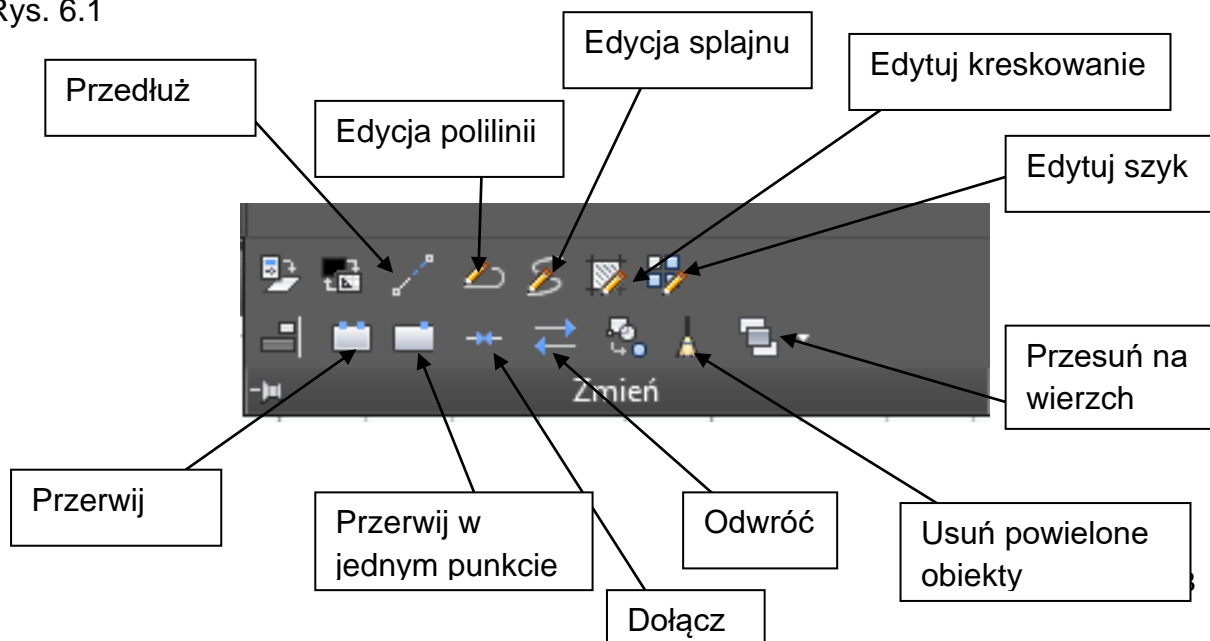 Rys. 6.1
Edycja splajnu
Edytuj kreskowanie
Przedłuż
Edycja polilinii
Edytuj szyk
Przesuń na
wierzch
Zmień
Przerwij
Przerwij w
jednym punkcie
Odwróć
Usuń powielone
obiekty
Dołącz